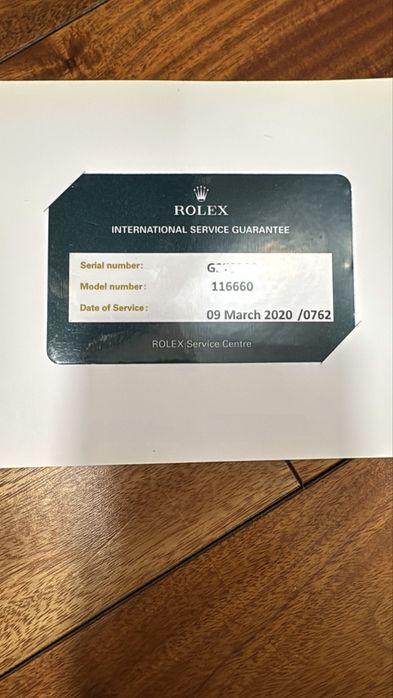 ROLEX
INTERNATIONAL SERVICE GUARANTEE
Serial number:
Model number: 116660
Date of Service: 09 March 2020 /0762
ROLEX Service Centre